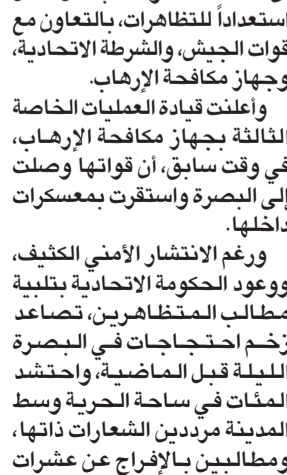 استعداداً للتظاهرات، بالتعاون مع
قوات الجيش، والشرطة الاتحادية،
وجهاز مكافحة الإرهاب.
وأعلنت قيادة العمليات الخاصة
الثالثة بجهاز مكافحة الإرهاب،
في وقت سابق، أن قواتها وصلت
إلى البصرة واستقرت بمعسكرات
داخلها.
ورغم الانتشار الأمني الكثيف،
ووعود الحكومة الاتحادية بتلبية
مطالب المتظاهرين، تصاعد
زخم احتجاجات في البصرة
الليلة قبل الماضية، واحتشد
المئات في ساحة الحرية وسط
المدينة مرددين الشعارات ذاتها،
ومطالبين بالإفراج عن عشرات